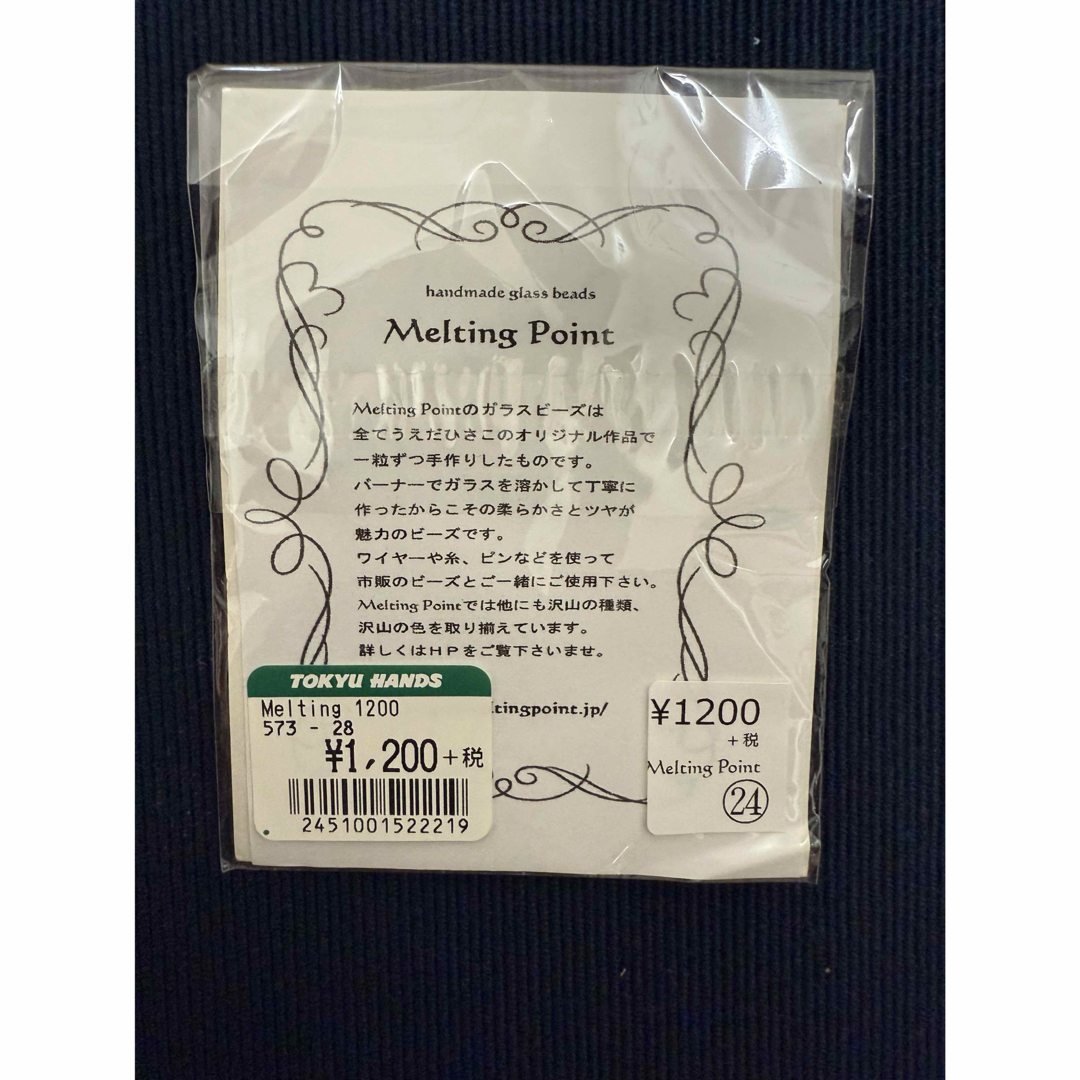 handmade glass beads
Melting Point
Melting Pointのガラスビーズは
全てうえだひさこのオリジナル作品で
一粒ずつ手作りしたものです。
バーナーでガラスを溶かして丁寧に
作ったからこその柔らかさとツヤが
魅力のビーズです。
ワイヤーや糸、ピンなどを使って
市販のビーズとご一緒にご使用下さい。
Melting Pointでは他にも沢山の種類、
沢山の色を取り揃えています。
詳しくはHPをご覧下さいませ。
tingpoint.jp/
TOKYU HANDS
Melting 1200
573 - 28
¥1,200+税
2451001522219
¥1200
+税
Melting Point
㉔